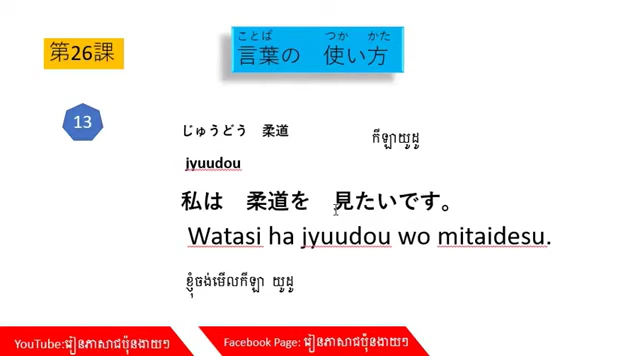 第26課
ことば つか かた
言葉の 使い方
13
じゅうどう 柔道
កីឡាយូដូ
jyuudou
私は 柔道を 見たいです。
Watasi ha jyuudou wo mitaidesu.
ខ្ញុំចង់មើលកីឡា យូដូ
YouTube:រៀនភាសាជប៉ុនងាយៗ
Facebook Page: រៀនភាសាជប៉ុនងាយៗ